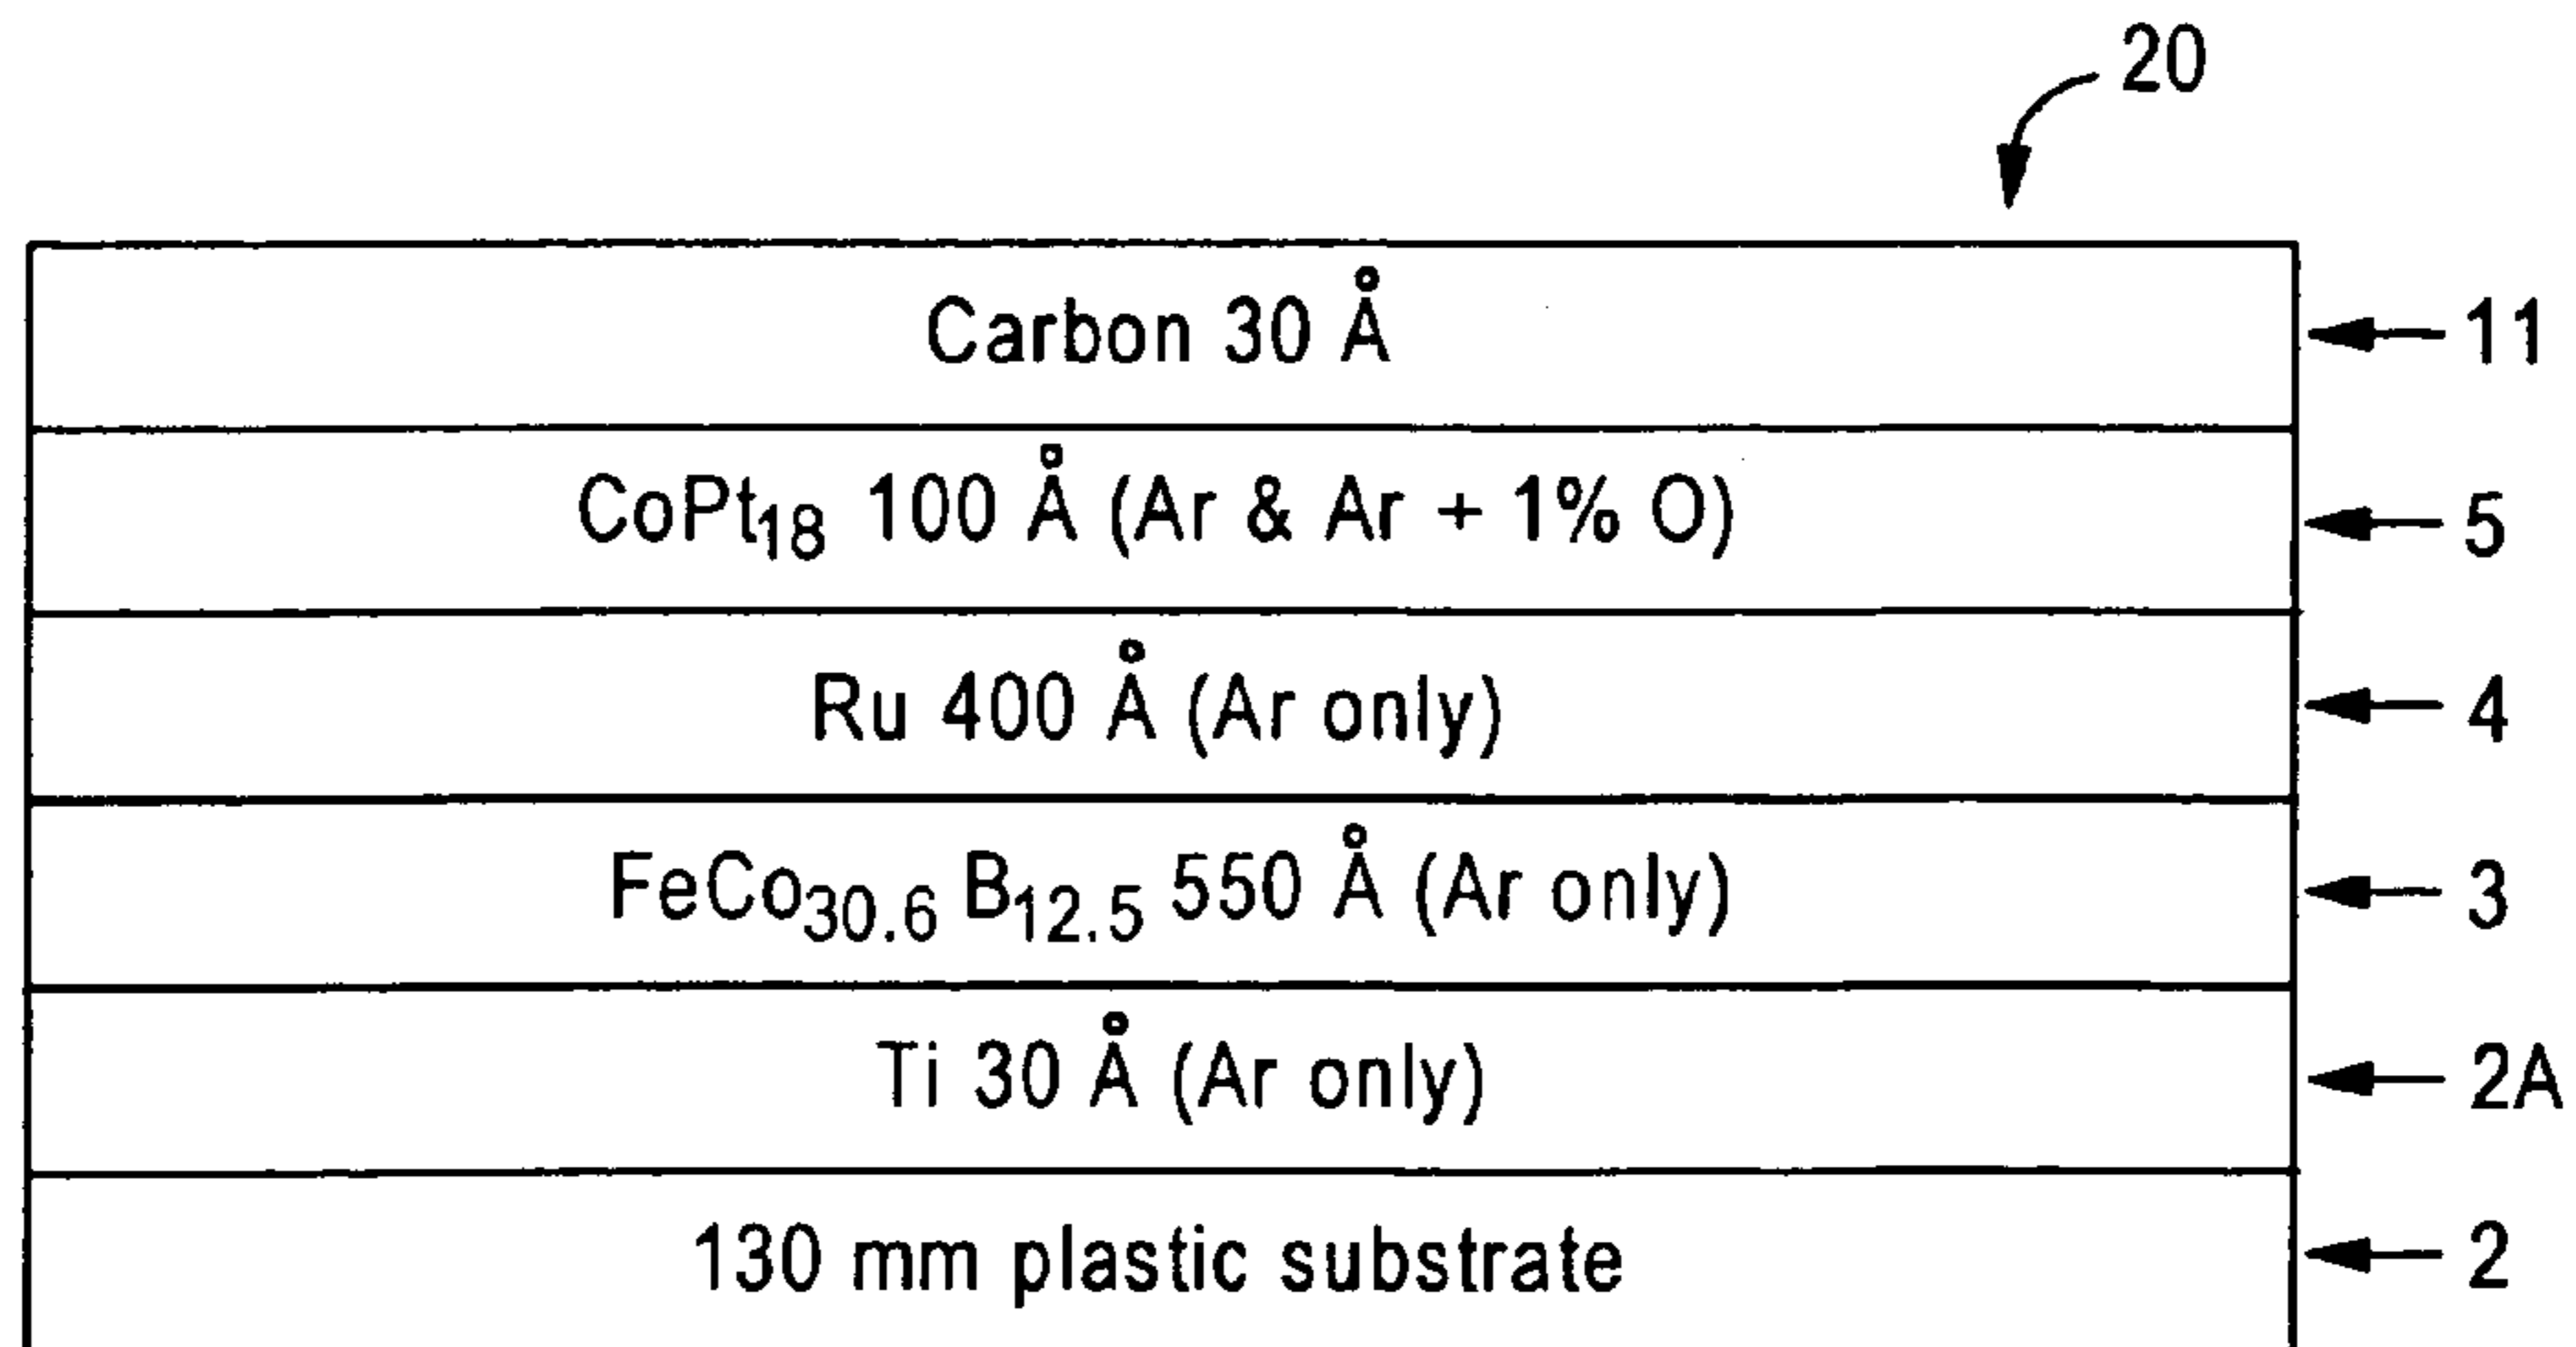 20
Carbon 30 Å
11
CoPt₁₈ 100 Å (Ar & Ar + 1% O)
5
Ru 400 Å (Ar only)
4
FeCo₃₀.₆ B₁₂.₅ 550 Å (Ar only)
3
Ti 30 Å (Ar only)
2A
130 mm plastic substrate
2